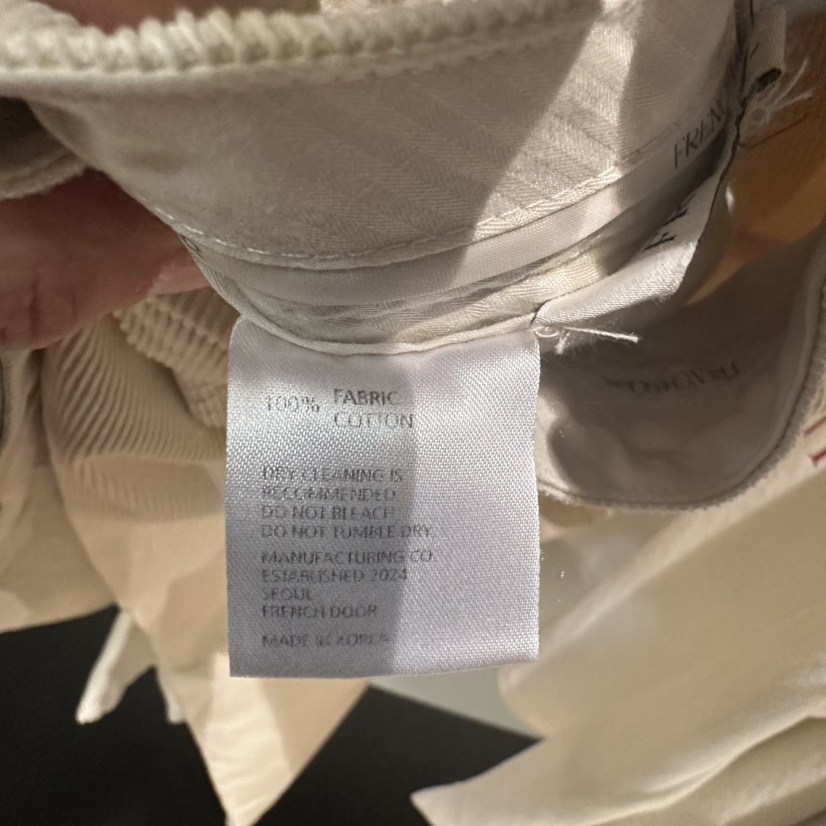 100% FABRIC
COTTON
DRY CLEANING IS
RECOMMENDED
DO NOT BLEACH
DO NOT TUMBLE DRY
MANUFACTURING CO.
ESTABLISHED 2024
SEOUL
FRENCH DOOR
MADE IN KOREA
FREN